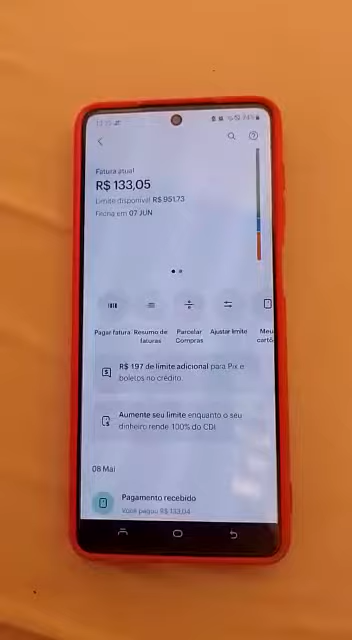 Fatura atual
R$ 133,05
Limite disponível R$ 951,73
Fecha em 07 JUN
Pagar fatura
Resumo de
faturas
Parcelar
Compras
Ajustar limite
Meu
cartõ
R$ 197 de limite adicional para Pix e
boletos no crédito.
Aumente seu limite enquanto o seu
dinheiro rende 100% do CDI.
08 Mai
Pagamento recebido
Você pagou R$ 133,04